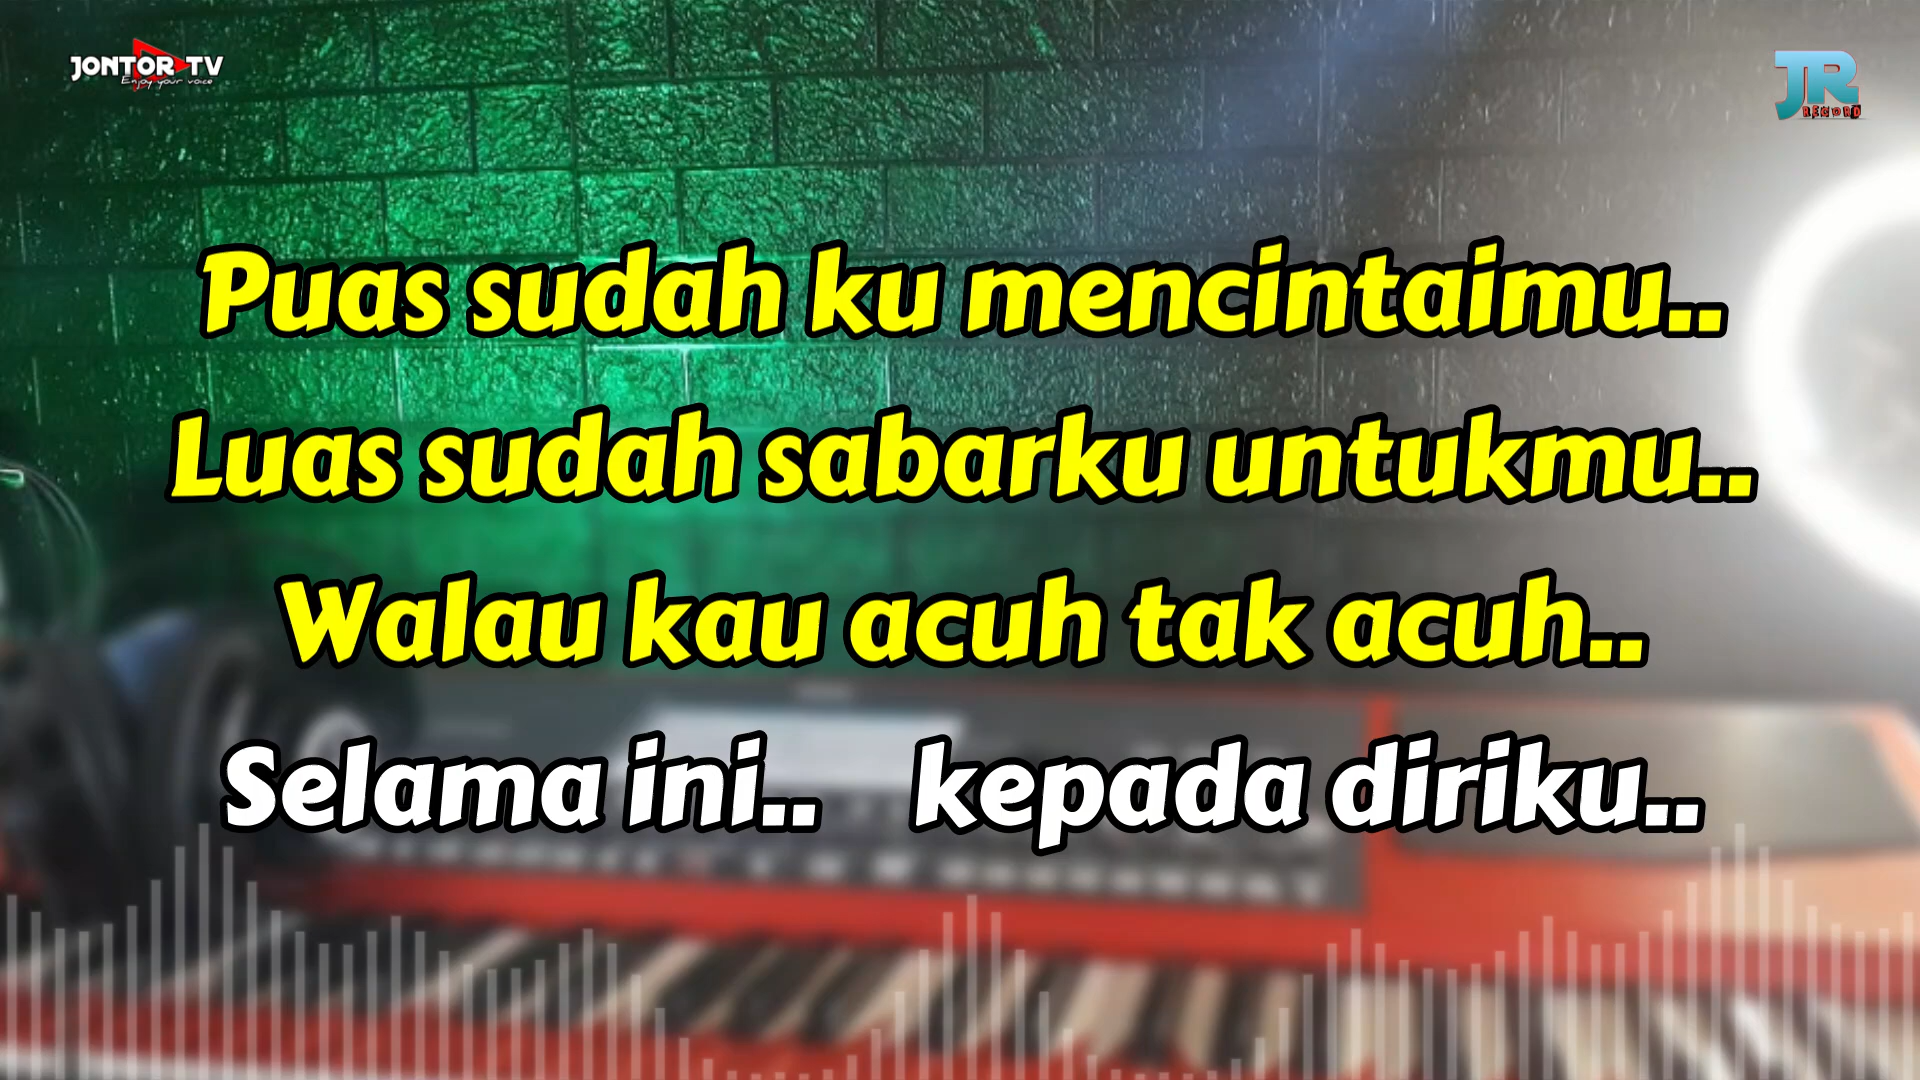 JONTOR TV
Enjoy your voice
JR
RECORD
Puas sudah ku mencintaimu..
Luas sudah sabarku untukmu..
Walau kau acuh tak acuh..
Selama ini.. kepada diriku..